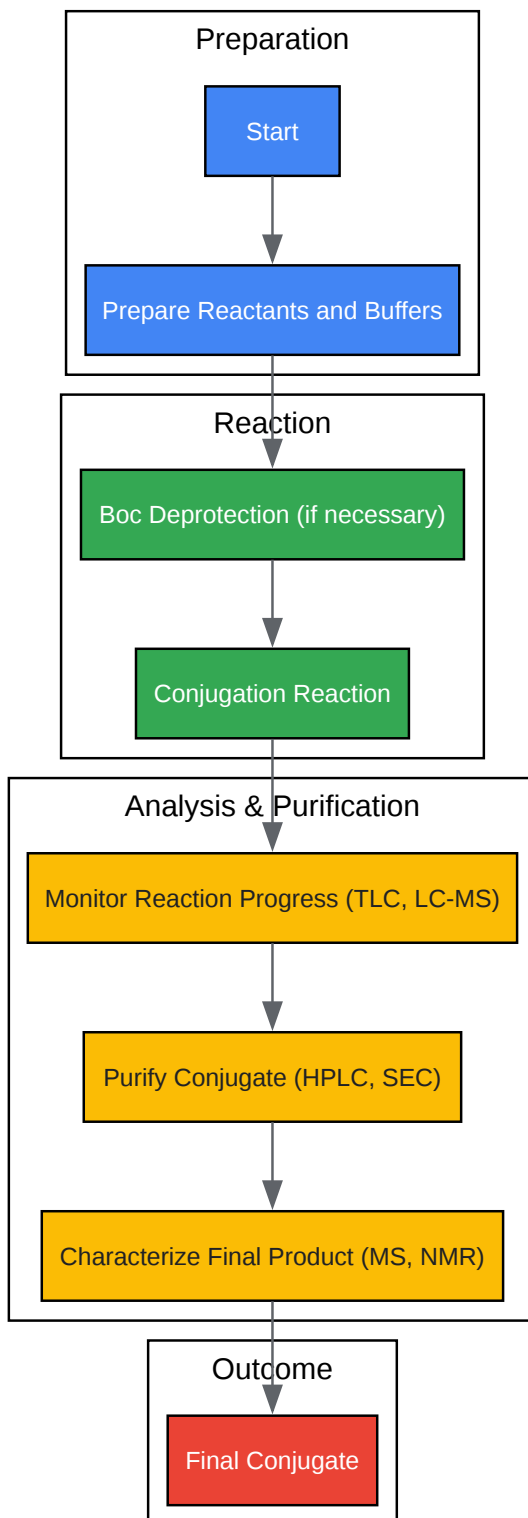 Preparation
Start
Prepare Reactants and Buffers
Reaction
Boc Deprotection (if necessary)
Conjugation Reaction
Analysis & Purification
Monitor Reaction Progress (TLC, LC-MS)
Purify Conjugate (HPLC, SEC)
Characterize Final Product (MS, NMR)
Outcome
Final Conjugate